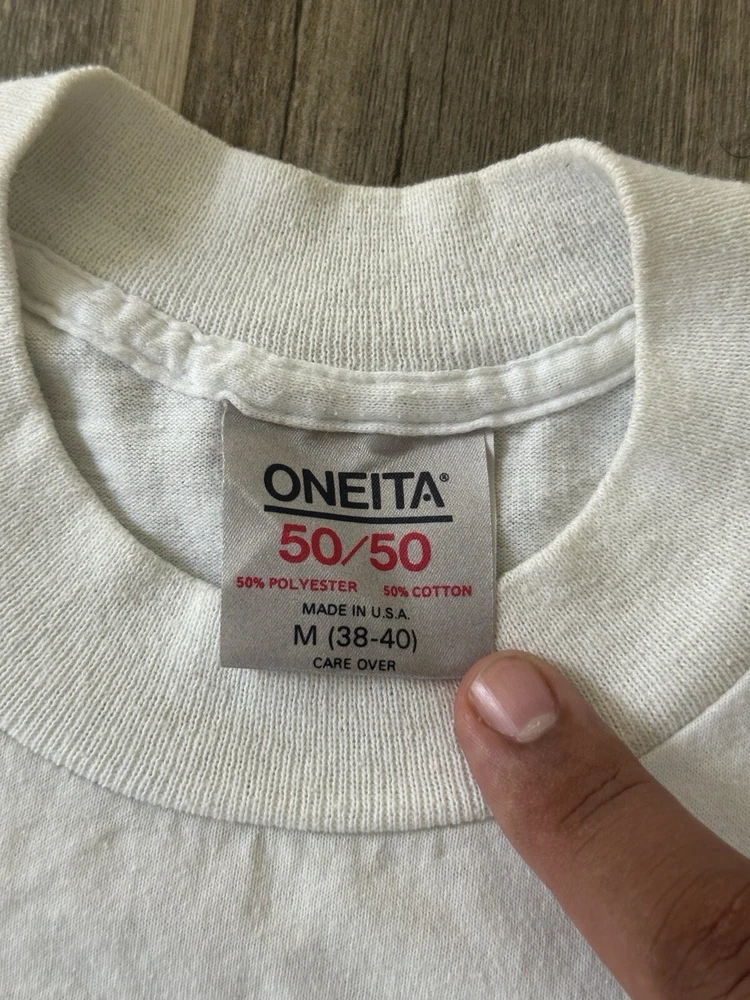 ONEITA®
50/50
50% POLYESTER 50% COTTON
MADE IN U.S.A.
M (38-40)
CARE OVER